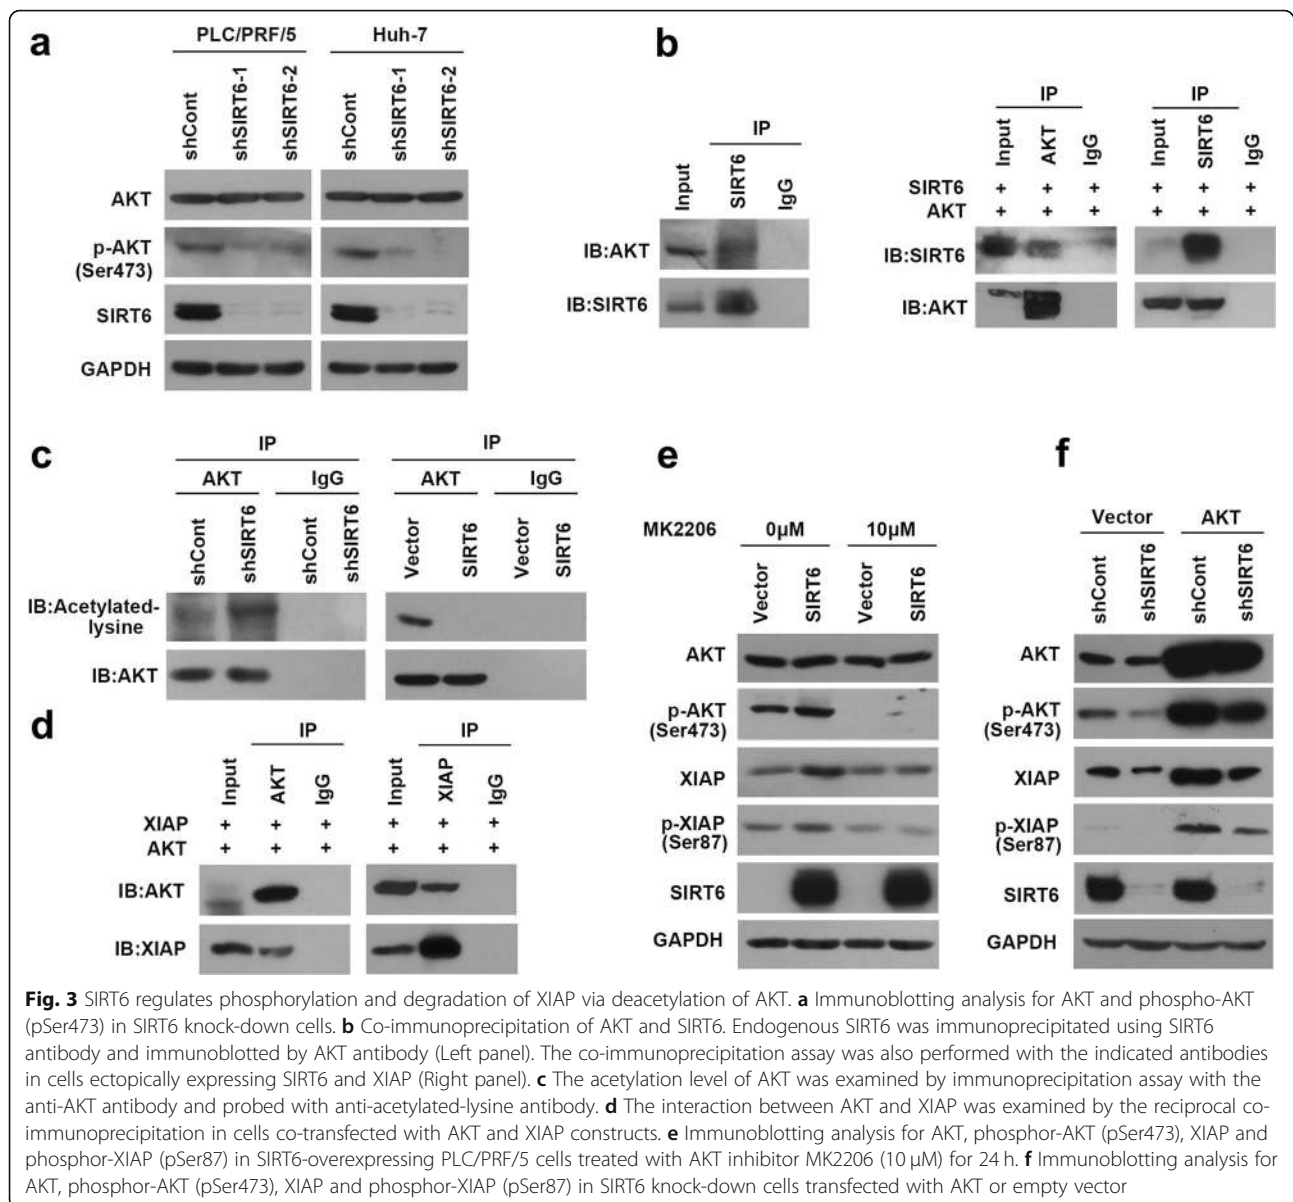 a
PLC/PRF/5 Huh-7
shCont shSIRT6-1 shSIRT6-2 shCont shSIRT6-1 shSIRT6-2
AKT
p-AKT
(Ser473)
SIRT6
GAPDH
b
IP
Input SIRT6 IgG
IB:AKT
IB:SIRT6
IP IP
Input AKT IgG Input SIRT6 IgG
SIRT6 + + + + + +
AKT + + + + + +
IB:SIRT6
IB:AKT
c
IP IP
AKT IgG AKT IgG
shCont shSIRT6 shCont shSIRT6 Vector SIRT6 Vector SIRT6
IB:Acetylated-
lysine
IB:AKT
d
IP IP
Input AKT IgG Input XIAP IgG
XIAP + + + + + +
AKT + + + + + +
IB:AKT
IB:XIAP
e
MK2206 0µM 10µM
Vector SIRT6 Vector SIRT6
AKT
p-AKT
(Ser473)
XIAP
p-XIAP
(Ser87)
SIRT6
GAPDH
f
Vector AKT
shCont shSIRT6 shCont shSIRT6
AKT
p-AKT
(Ser473)
XIAP
p-XIAP
(Ser87)
SIRT6
GAPDH
Fig. 3 SIRT6 regulates phosphorylation and degradation of XIAP via deacetylation of AKT. a Immunoblotting analysis for AKT and phospho-AKT
(pSer473) in SIRT6 knock-down cells. b Co-immunoprecipitation of AKT and SIRT6. Endogenous SIRT6 was immunoprecipitated using SIRT6
antibody and immunoblotted by AKT antibody (Left panel). The co-immunoprecipitation assay was also performed with the indicated antibodies
in cells ectopically expressing SIRT6 and XIAP (Right panel). c The acetylation level of AKT was examined by immunoprecipitation assay with the
anti-AKT antibody and probed with anti-acetylated-lysine antibody. d The interaction between AKT and XIAP was examined by the reciprocal co-
immunoprecipitation in cells co-transfected with AKT and XIAP constructs. e Immunoblotting analysis for AKT, phosphor-AKT (pSer473), XIAP and
phosphor-XIAP (pSer87) in SIRT6-overexpressing PLC/PRF/5 cells treated with AKT inhibitor MK2206 (10 µM) for 24 h. f Immunoblotting analysis for
AKT, phosphor-AKT (pSer473), XIAP and phosphor-XIAP (pSer87) in SIRT6 knock-down cells transfected with AKT or empty vector